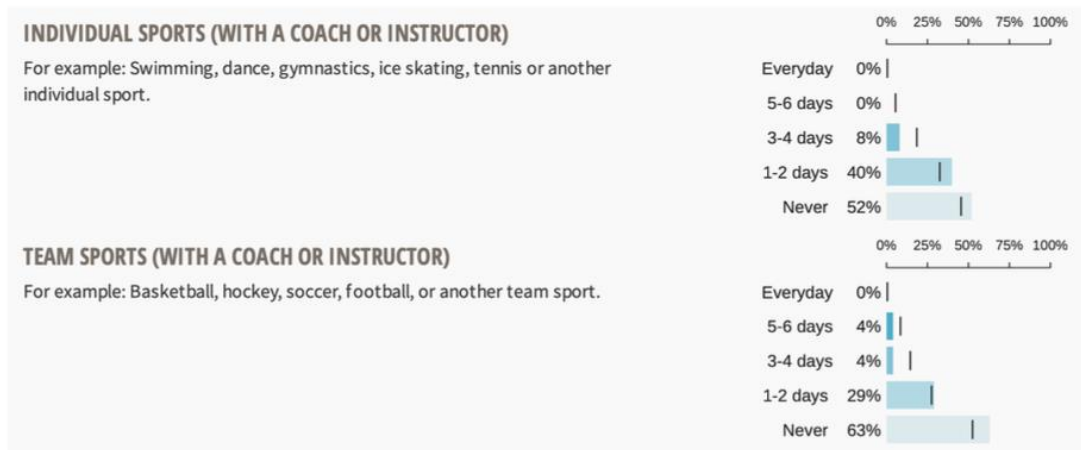 INDIVIDUAL SPORTS (WITH A COACH OR INSTRUCTOR)
For example: Swimming, dance, gymnastics, ice skating, tennis or another
individual sport.
0% 25% 50% 75% 100%
Everyday 0%
5-6 days 0%
3-4 days 8%
1-2 days 40%
Never 52%
TEAM SPORTS (WITH A COACH OR INSTRUCTOR)
For example: Basketball, hockey, soccer, football, or another team sport.
0% 25% 50% 75% 100%
Everyday 0%
5-6 days 4%
3-4 days 4%
1-2 days 29%
Never 63%